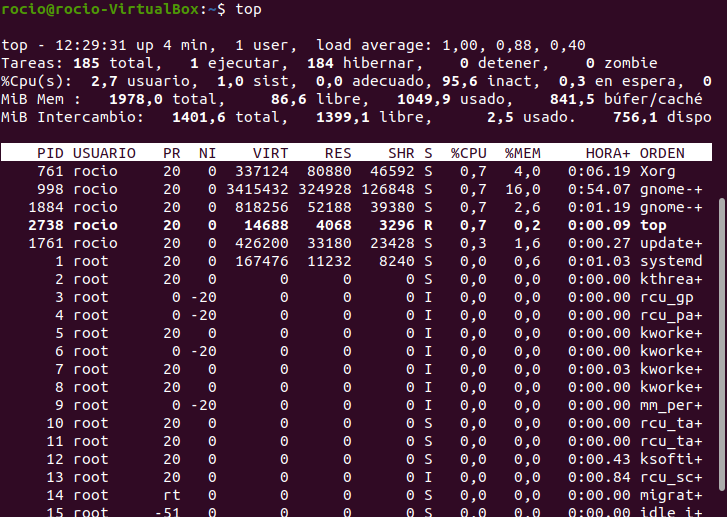 rocio@rocio-VirtualBox:~$ top
top - 12:29:31 up 4 min,  1 user,  load average: 1,00, 0,88, 0,40
Tareas: 185 total,   1 ejecutar, 184 hibernar,    0 detener,    0 zombie
%Cpu(s):  2,7 usuario,  1,0 sist,  0,0 adecuado, 95,6 inact,  0,3 en espera,  0
MiB Mem :   1978,0 total,     86,6 libre,   1049,9 usado,    841,5 búfer/caché
MiB Intercambio:   1401,6 total,   1399,1 libre,      2,5 usado.    756,1 dispo
PID USUARIO   PR  NI    VIRT    RES    SHR S  %CPU  %MEM     HORA+ ORDEN
761 rocio     20   0  337124  80880  46592 S   0,7   4,0   0:06.19 Xorg
998 rocio     20   0 3415432 324928 126848 S   0,7  16,0   0:54.07 gnome-+
1884 rocio     20   0  818256  52188  39380 S   0,7   2,6   0:01.19 gnome-+
2738 rocio     20   0   14688   4068   3296 R   0,7   0,2   0:00.09 top
1761 rocio     20   0  426200  33180  23428 S   0,3   1,6   0:00.27 update+
1 root      20   0  167476  11232   8240 S   0,0   0,6   0:01.03 systemd
2 root      20   0       0      0      0 S   0,0   0,0   0:00.00 kthrea+
3 root       0 -20       0      0      0 I   0,0   0,0   0:00.00 rcu_gp
4 root       0 -20       0      0      0 I   0,0   0,0   0:00.00 rcu_pa+
5 root      20   0       0      0      0 I   0,0   0,0   0:00.00 kworke+
6 root       0 -20       0      0      0 I   0,0   0,0   0:00.00 kworke+
7 root      20   0       0      0      0 I   0,0   0,0   0:00.03 kworke+
8 root      20   0       0      0      0 I   0,0   0,0   0:00.00 kworke+
9 root       0 -20       0      0      0 I   0,0   0,0   0:00.00 mm_per+
10 root      20   0       0      0      0 S   0,0   0,0   0:00.00 rcu_ta+
11 root      20   0       0      0      0 S   0,0   0,0   0:00.00 rcu_ta+
12 root      20   0       0      0      0 S   0,0   0,0   0:00.43 ksofti+
13 root      20   0       0      0      0 I   0,0   0,0   0:00.84 rcu_sc+
14 root      rt   0       0      0      0 S   0,0   0,0   0:00.00 migrat+
15 root     -51   0       0      0      0 S   0,0   0,0   0:00.00 idle_i+